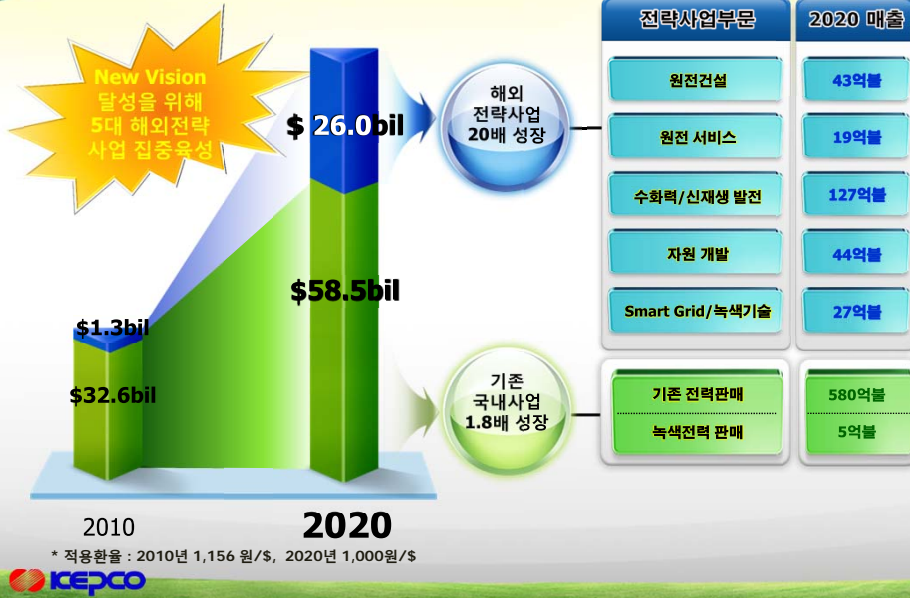 전략사업부문
2020 매출
New Vision
달성을 위해
5대 해외전략
사업 집중육성
$ 26.0bil
해외
전략사업
20배 성장
원전건설
43억불
원전 서비스
19억불
수화력/신재생 발전
127억불
자원 개발
44억불
Smart Grid/녹색기술
27억불
$58.5bil
$1.3bil
$32.6bil
기존
국내사업
1.8배 성장
기존 전력판매
580억불
녹색전력 판매
5억불
2010
2020
* 적용환율 : 2010년 1,156 원/$, 2020년 1,000원/$
KEPCO